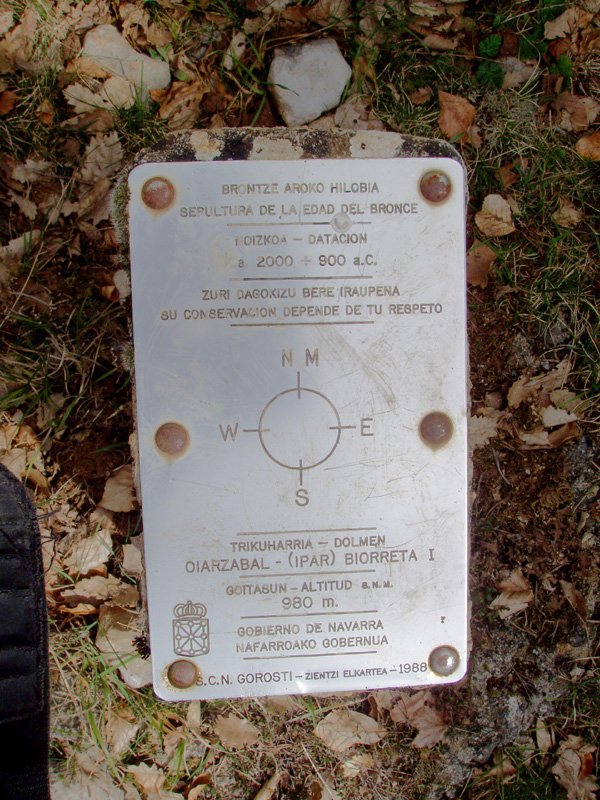 BRONTZE AROKO HILOBIA
SEPULTURA DE LA EDAD DEL BRONCE
NOIZKOA – DATACION
a. 2000 ÷ 900 a.C.
ZURI DAGOKIZU BERE IRAUPENA
SU CONSERVACION DEPENDE DE TU RESPETO
N M
W E
S
TRIKUHARRIA – DOLMEN
OIARZABAL - (IPAR) BIORRETA I
GOITASUN - ALTITUD S.N.M.
980 m.
GOBIERNO DE NAVARRA
NAFARROAKO GOBERNUA
S.C.N. GOROSTI – ZIENTZI ELKARTEA – 1988